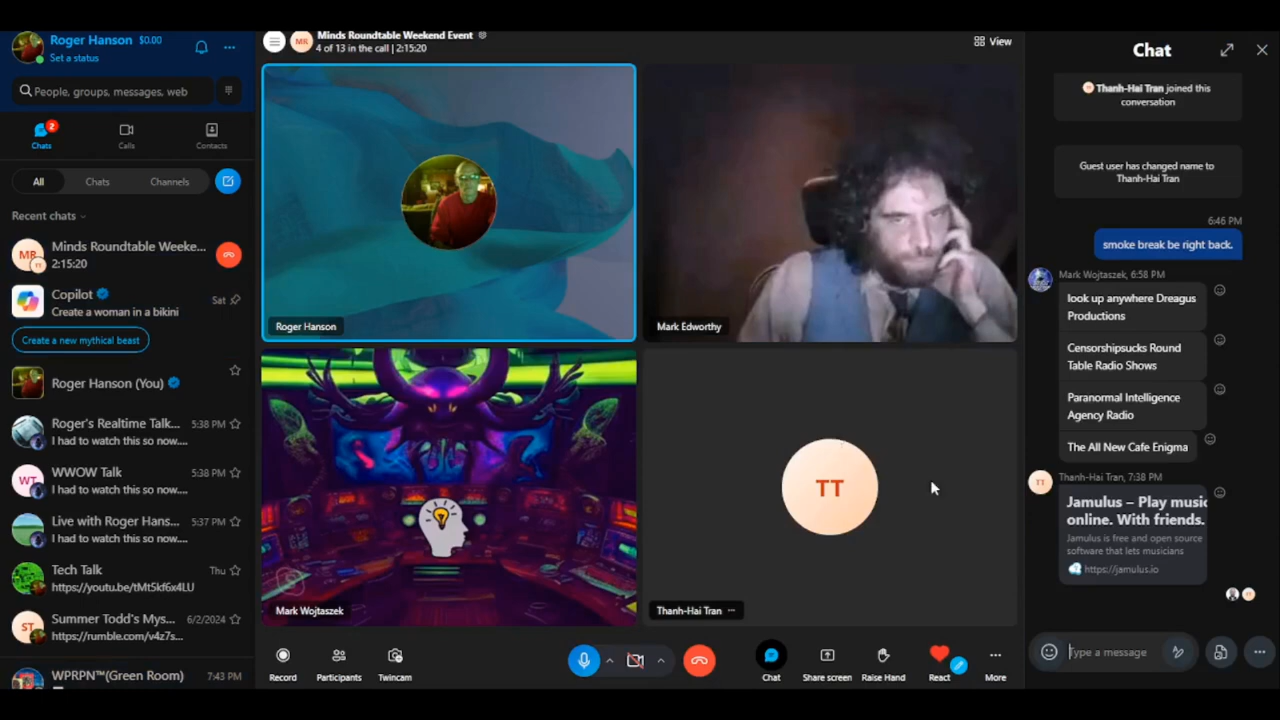 Roger Hanson $0.00
Set a status
People, groups, messages, web
2
Chats
Calls
Contacts
All
Chats
Channels
Recent chats
MR
TT
Minds Roundtable Weeke...
2:15:20
Copilot
Sat
Create a woman in a bikini
Create a new mythical beast
Roger Hanson (You)
Roger's Realtime Talk...
5:38 PM
I had to watch this so now....
WT
WWOW Talk
5:38 PM
I had to watch this so now....
Live with Roger Hans...
5:37 PM
I had to watch this so now....
Tech Talk
Thu
https://youtu.be/tMtSkf6x4LU
ST
Summer Todd's Mys...
6/2/2024
https://rumble.com/v4z7s...
WPRPN™(Green Room)
7:43 PM
MR
Minds Roundtable Weekend Event
4 of 13 in the call | 2:15:20
View
Roger Hanson
Mark Edworthy
Mark Wojtaszek
TT
Thanh-Hai Tran ···
Record
Participants
Twincam
Chat
Share screen
Raise Hand
React
More
Chat
Thanh-Hai Tran joined this
conversation
Guest user has changed name to
Thanh-Hai Tran
6:46 PM
smoke break be right back.
Mark Wojtaszek, 6:58 PM
look up anywhere Dreagus
Productions
Censorshipsucks Round
Table Radio Shows
Paranormal Intelligence
Agency Radio
The All New Cafe Enigma
TT
Thanh-Hai Tran, 7:38 PM
Jamulus – Play music
online. With friends.
Jamulus is free and open source
software that lets musicians
https://jamulus.io
TT
Type a message